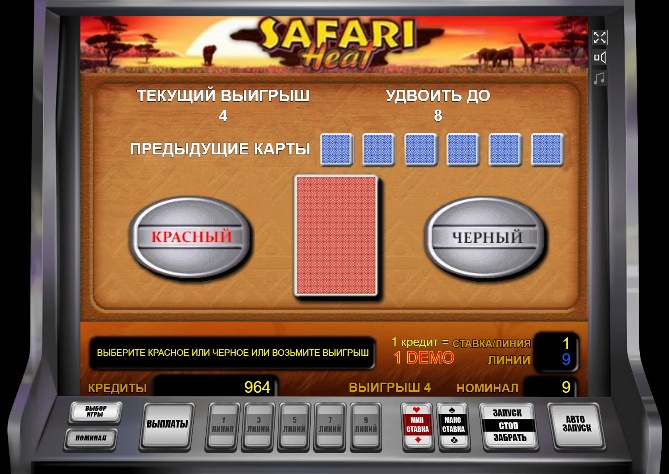 SAFARI
Heat
ТЕКУЩИЙ ВЫИГРЫШ
4
УДВОИТЬ ДО
8
ПРЕДЫДУЩИЕ КАРТЫ
КРАСНЫЙ
ЧЕРНЫЙ
ВЫБЕРИТЕ КРАСНОЕ ИЛИ ЧЕРНОЕ ИЛИ ВОЗЬМИТЕ ВЫИГРЫШ
1 кредит =
1 DEMO
СТАВКА/ЛИНИЯ 1
ЛИНИИ 9
КРЕДИТЫ 964
ВЫИГРЫШ 4
НОМИНАЛ 9
ВЫБОР
ИГРЫ
НОМИНАЛ
ВЫПЛАТЫ
1
ЛИНИЯ
3
ЛИНИИ
5
ЛИНИЙ
7
ЛИНИЙ
9
ЛИНИЙ
МИН
СТАВКА
МАКС
СТАВКА
ЗАПУСК
СТОП
ЗАБРАТЬ
АВТО
ЗАПУСК